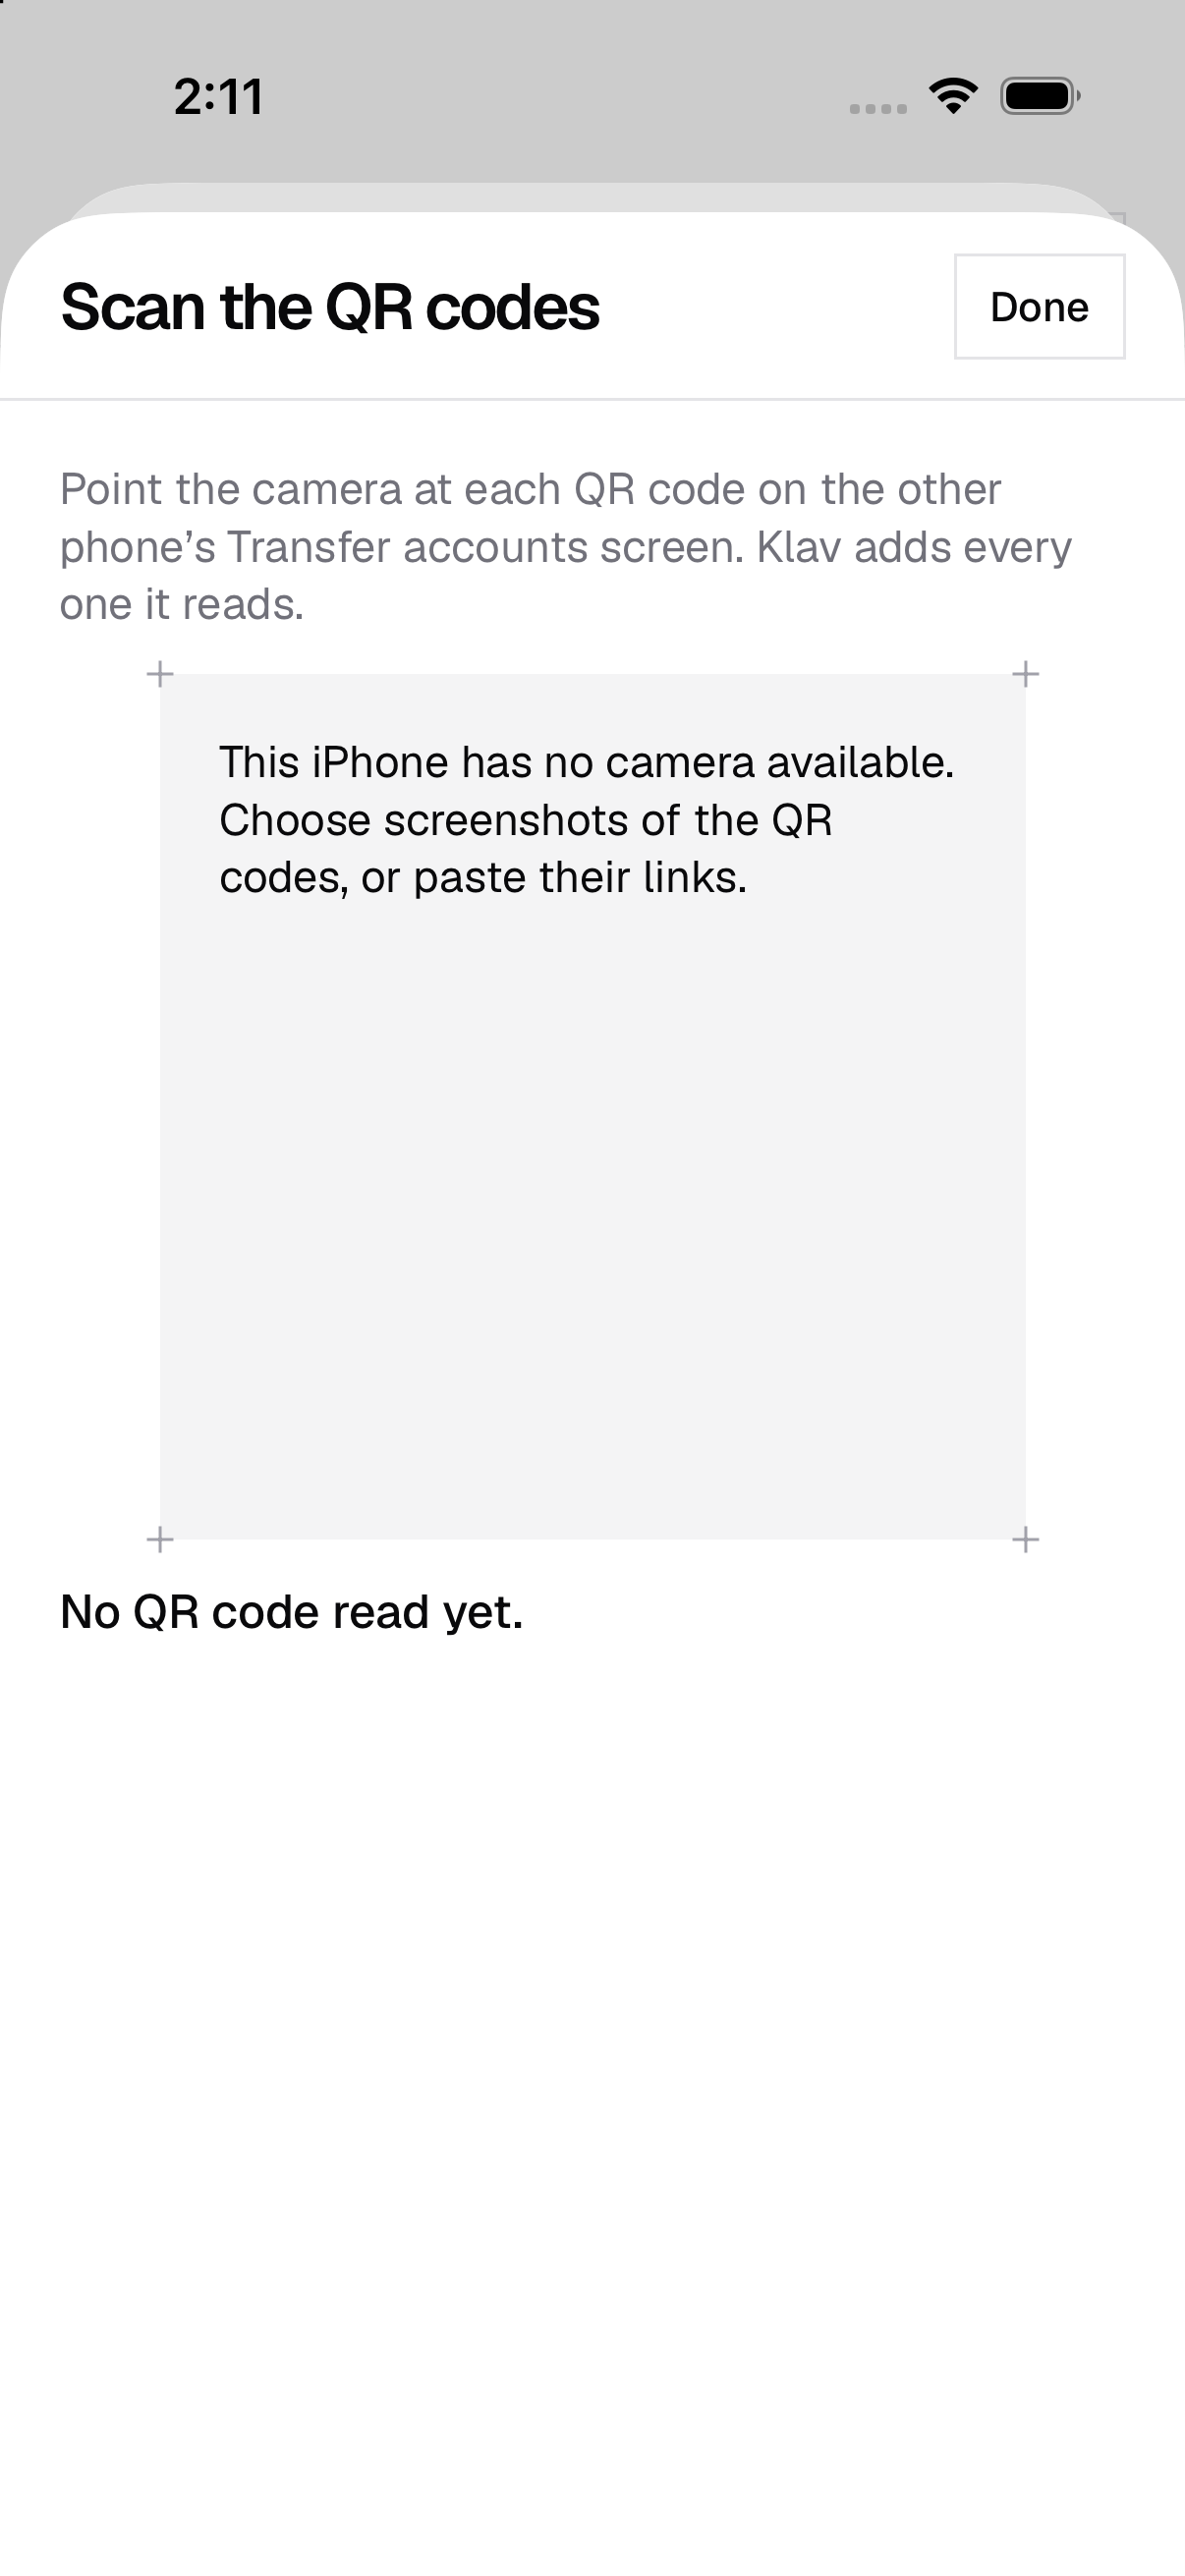 2:11
Scan the QR codes
Done
Point the camera at each QR code on the other
phone’s Transfer accounts screen. Klav adds every
one it reads.
This iPhone has no camera available.
Choose screenshots of the QR
codes, or paste their links.
No QR code read yet.